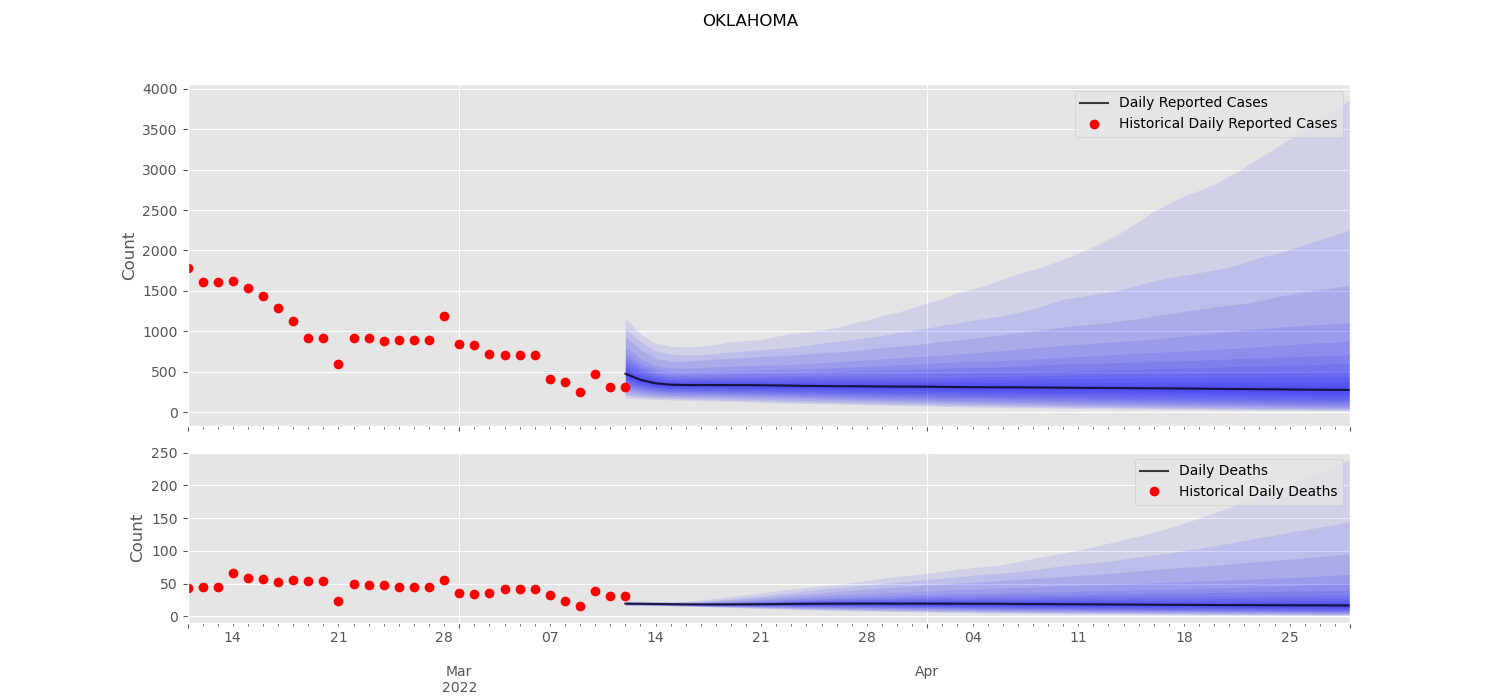 OKLAHOMA
4000
3500
3000
2500
2000
1500
1000
500
0
Count
Daily Reported Cases
Historical Daily Reported Cases
250
200
150
100
50
0
Count
Daily Deaths
Historical Daily Deaths
14 21 28 07 14 21 28 04 11 18 25
Mar Apr
2022